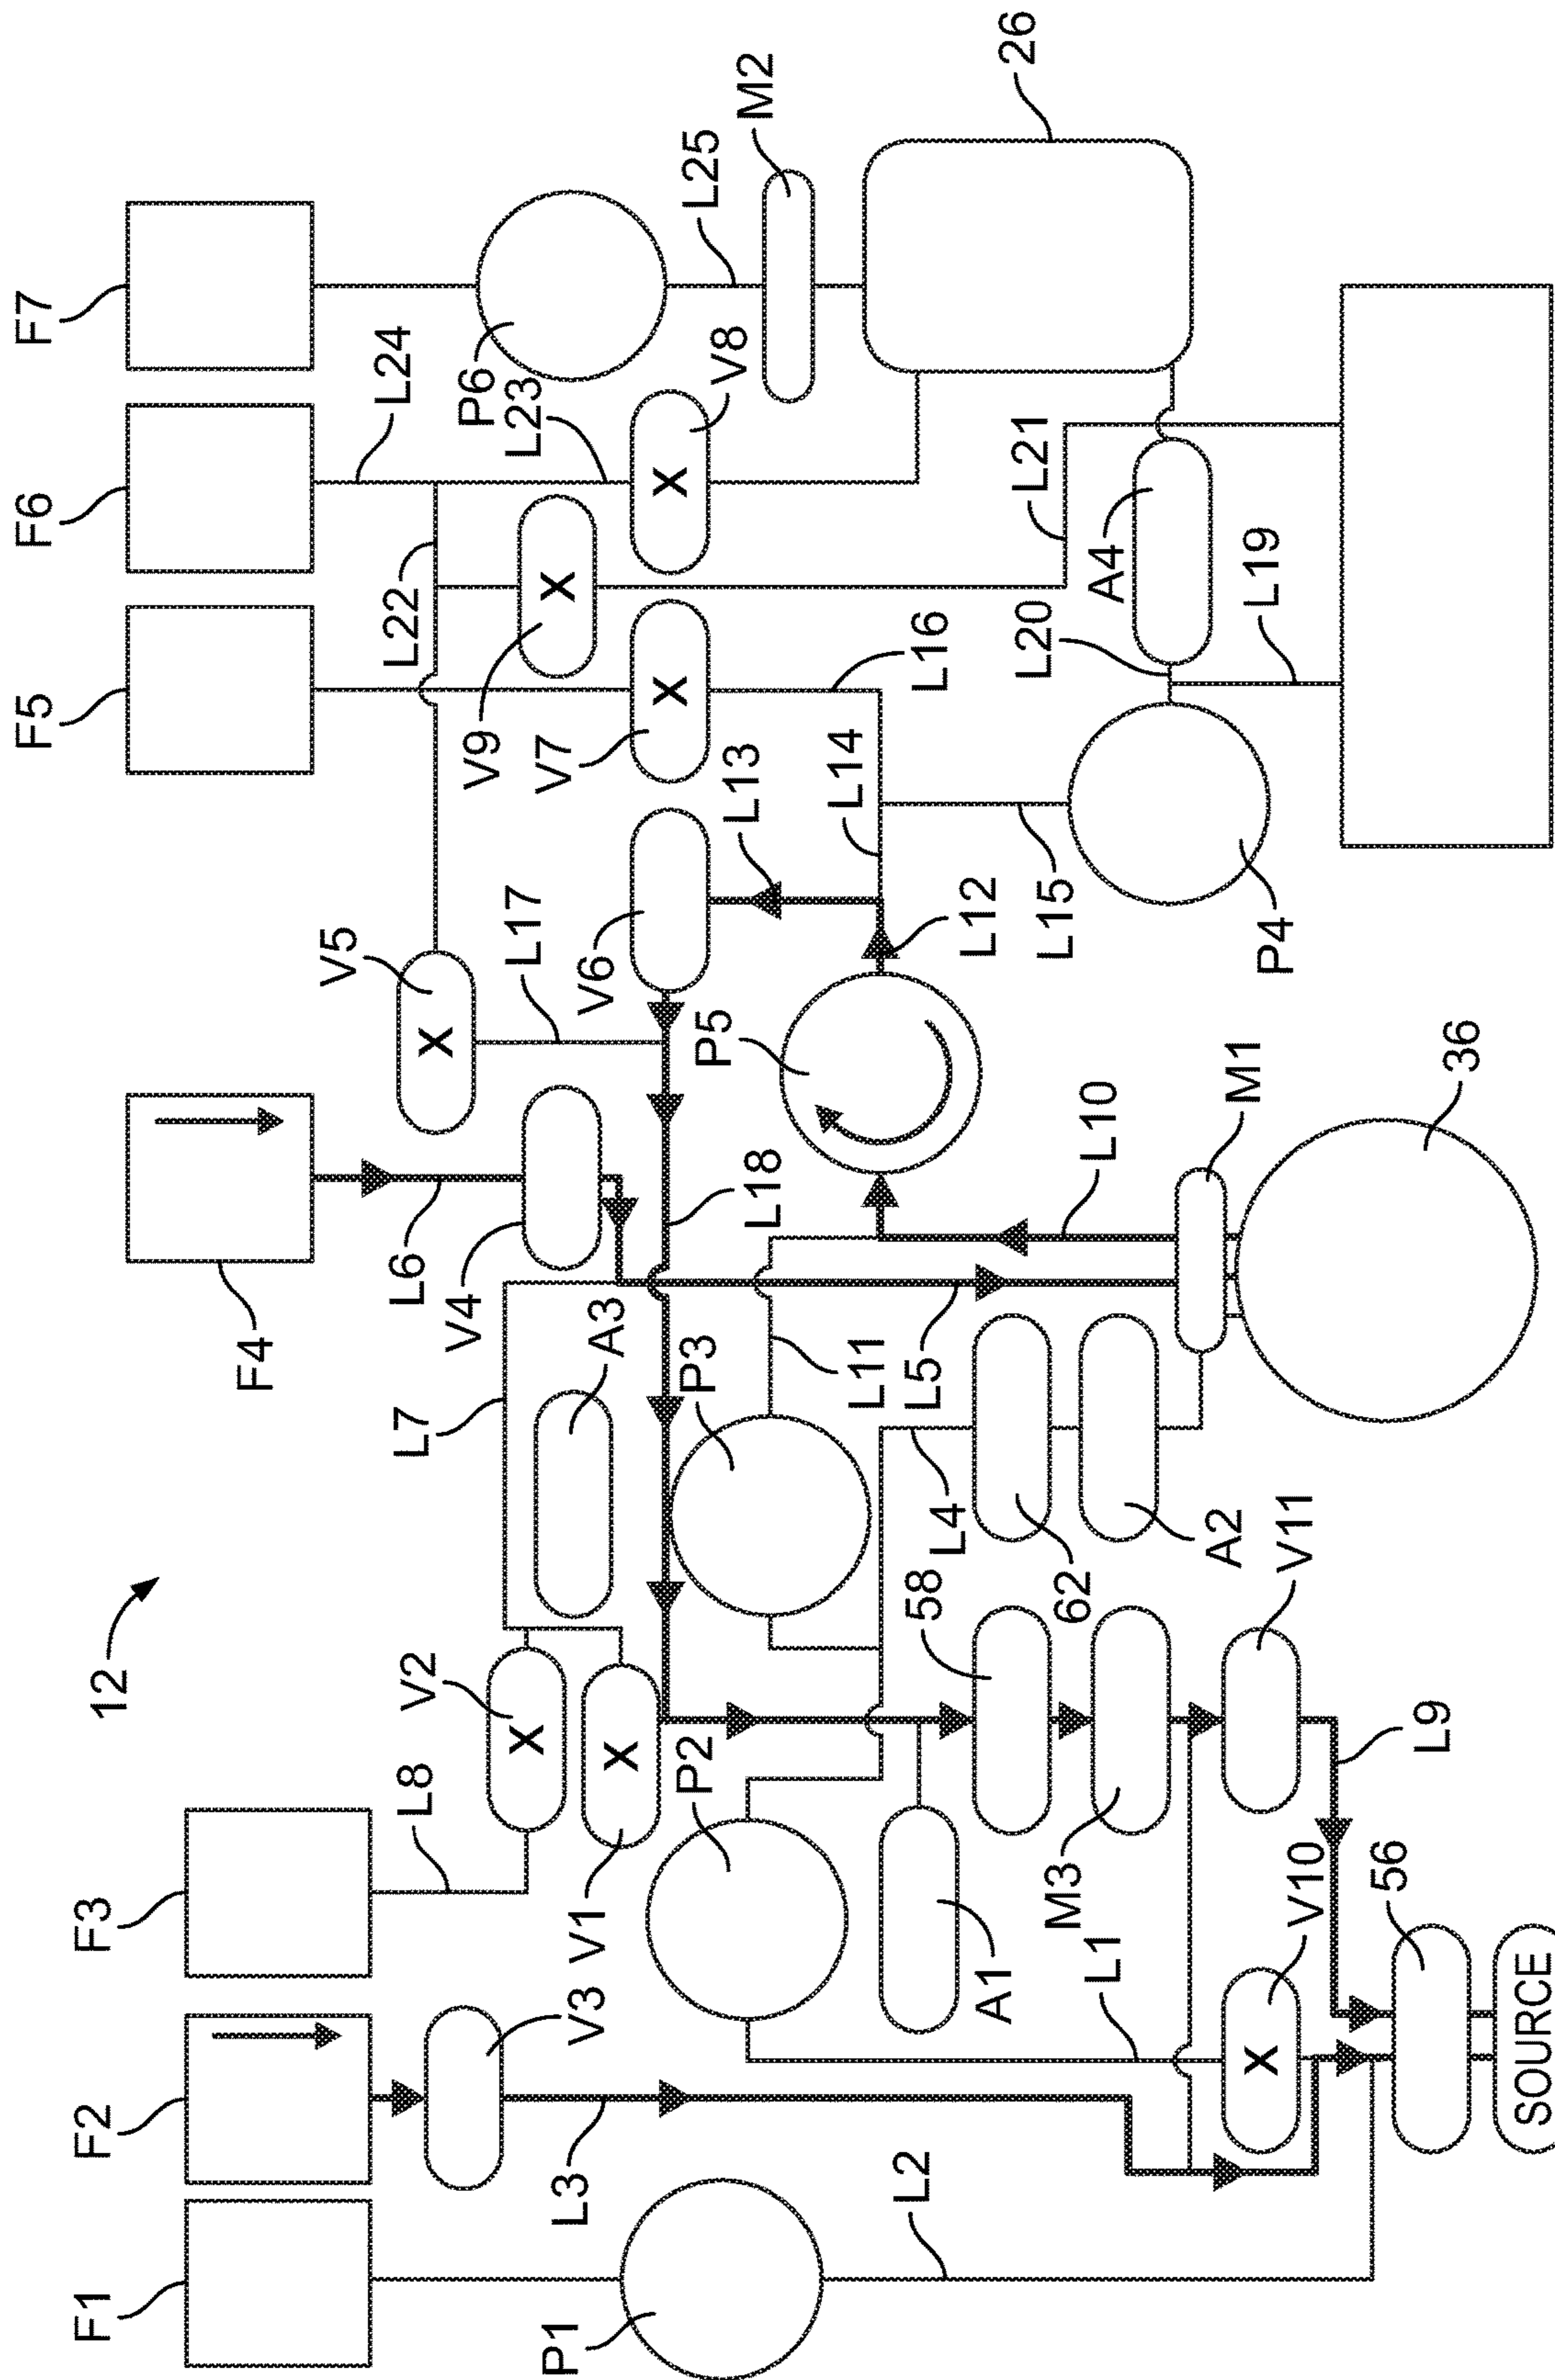 12
F1
F2
F3
F4
F5
F6
F7
L8
L7
L6
L24
L22
V2
X
V1
X
V3
V4
V5
X
V9
X
V7
X
V8
X
V6
A3
L17
L23
P6
L25
M2
L3
P1
P2
P2
P3
L18
P5
L13
L14
L16
L12
L15
L11
L5
L4
L10
A1
58
62
M3
A2
M1
36
V11
L1
L2
V10
X
L9
56
SOURCE
P4
L20
A4
L21
L19
26